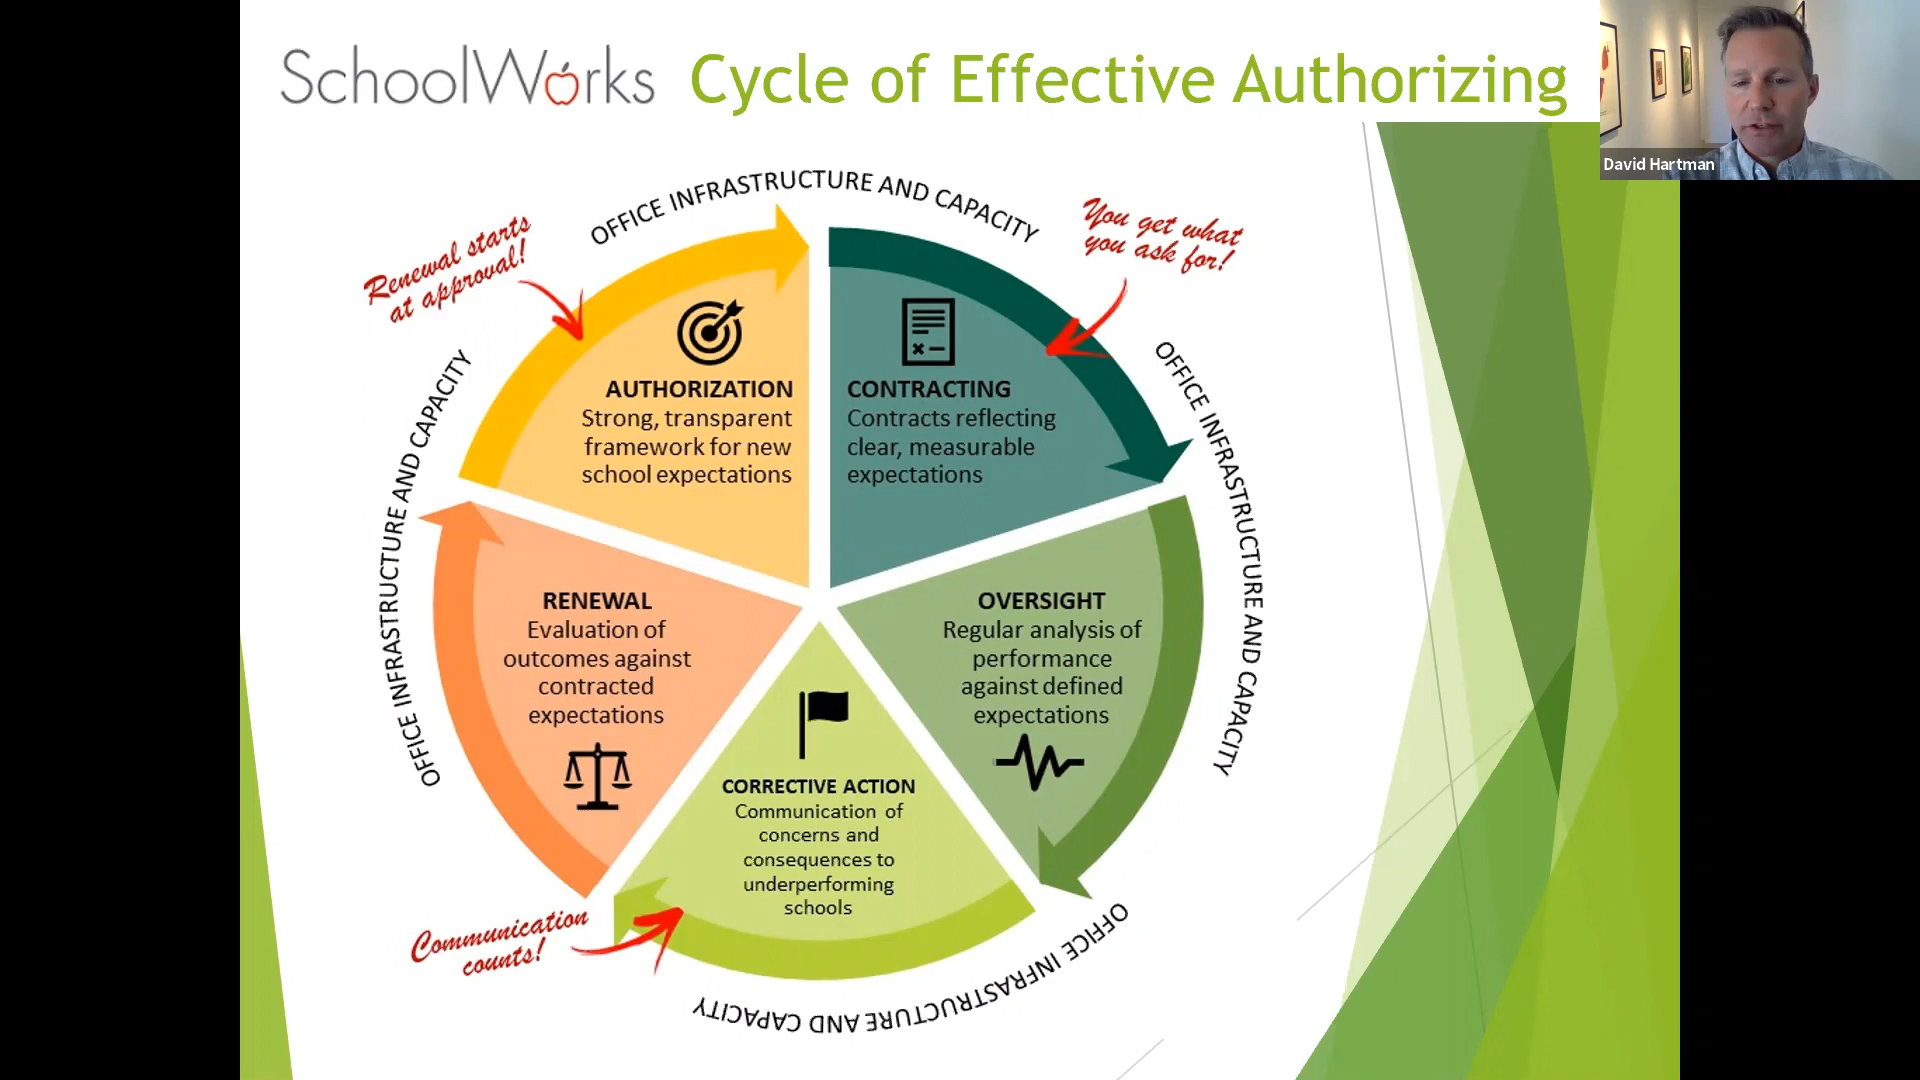 SchoolWorks
Cycle of Effective Authorizing
David Hartman
OFFICE INFRASTRUCTURE AND CAPACITY
Renewal starts
at approval!
You get what
you ask for!
OFFICE INFRASTRUCTURE AND CAPACITY
OFFICE INFRASTRUCTURE AND CAPACITY
AUTHORIZATION
Strong, transparent
framework for new
school expectations
CONTRACTING
Contracts reflecting
clear, measurable
expectations
RENEWAL
Evaluation of
outcomes against
contracted
expectations
OVERSIGHT
Regular analysis of
performance
against defined
expectations
CORRECTIVE ACTION
Communication of
concerns and
consequences to
underperforming
schools
Communication
counts!
OFFICE INFRASTRUCTURE AND CAPACITY